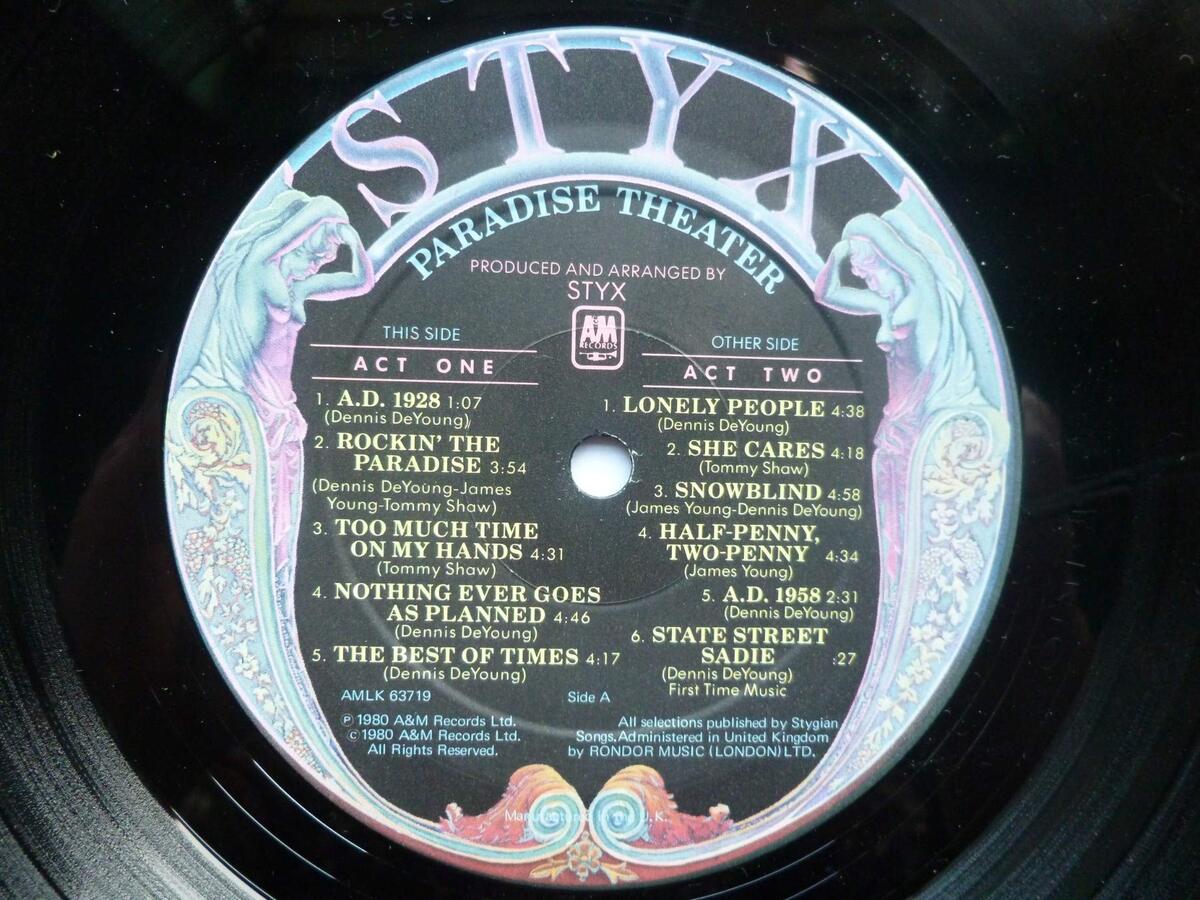 STYX
PARADISE THEATER
PRODUCED AND ARRANGED BY
STYX
A&M
RECORDS
THIS SIDE
ACT ONE
1. A.D. 1928 1:07
(Dennis DeYoung)
2. ROCKIN' THE
PARADISE 3:54
(Dennis DeYoung-James
Young-Tommy Shaw)
3. TOO MUCH TIME
ON MY HANDS 4:31
(Tommy Shaw)
4. NOTHING EVER GOES
AS PLANNED 4:46
(Dennis DeYoung)
5. THE BEST OF TIMES 4:17
(Dennis DeYoung)
OTHER SIDE
ACT TWO
1. LONELY PEOPLE 4:38
(Dennis DeYoung)
2. SHE CARES 4:18
(Tommy Shaw)
3. SNOWBLIND 4:58
(James Young-Dennis DeYoung)
4. HALF-PENNY,
TWO-PENNY 4:34
(James Young)
5. A.D. 1958 2:31
(Dennis DeYoung)
6. STATE STREET
SADIE :27
(Dennis DeYoung)
First Time Music
AMLK 63719
Side A
℗ 1980 A&M Records Ltd.
© 1980 A&M Records Ltd.
All Rights Reserved.
All selections published by Stygian
Songs. Administered in United Kingdom
by RONDOR MUSIC (LONDON) LTD.
Manufactured in the U.K.